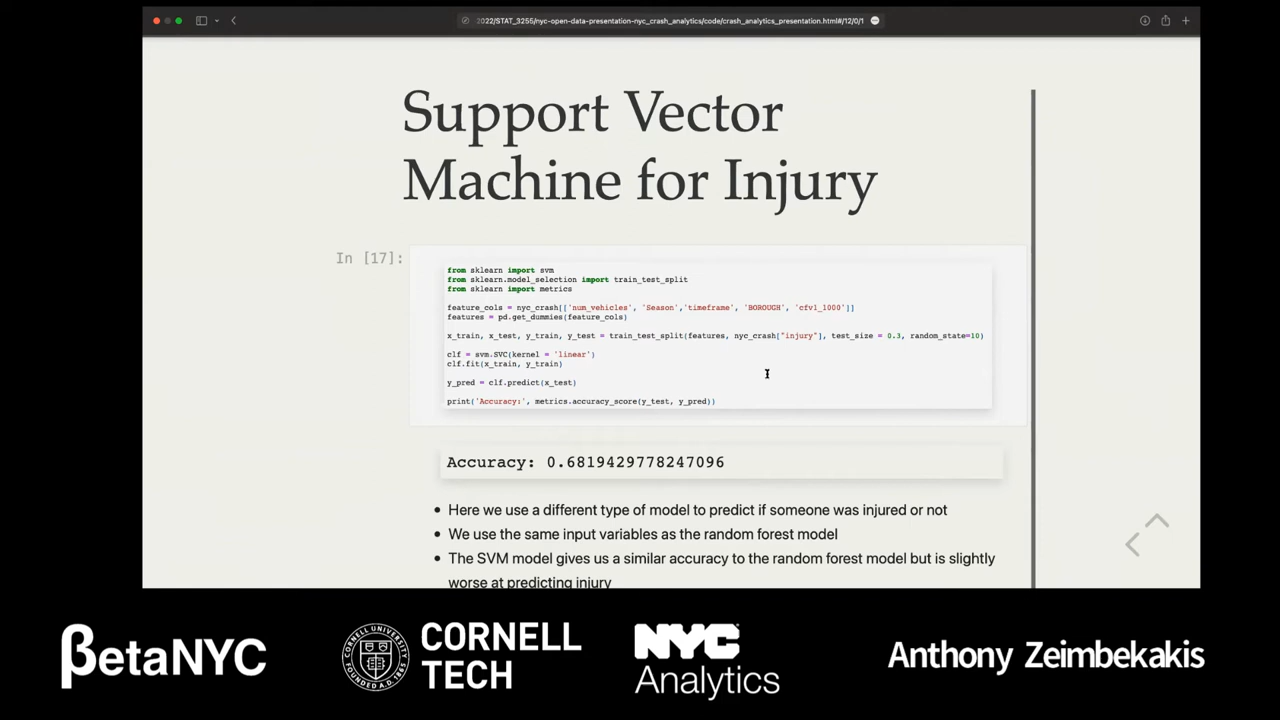 2022/STAT_3255/nyc-open-data-presentation-nyc_crash_analytics/code/crash_analytics_presentation.html#/12/0/1
Support Vector
Machine for Injury
In [17]:
from sklearn import svm
from sklearn.model_selection import train_test_split
from sklearn import metrics
feature_cols = nyc_crash[['num_vehicles', 'Season','timeframe', 'BOROUGH', 'cfv1_1000']]
features = pd.get_dummies(feature_cols)
x_train, x_test, y_train, y_test = train_test_split(features, nyc_crash["injury"], test_size = 0.3, random_state=10)
clf = svm.SVC(kernel = 'linear')
clf.fit(x_train, y_train)
y_pred = clf.predict(x_test)
print('Accuracy:', metrics.accuracy_score(y_test, y_pred))
Accuracy: 0.6819429778247096
• Here we use a different type of model to predict if someone was injured or not
• We use the same input variables as the random forest model
• The SVM model gives us a similar accuracy to the random forest model but is slightly
worse at predicting injury
βetaNYC
CORNELL UNIVERSITY
FOUNDED A.D. 1865
CORNELL
TECH
NYC
Analytics
Anthony Zeimbekakis